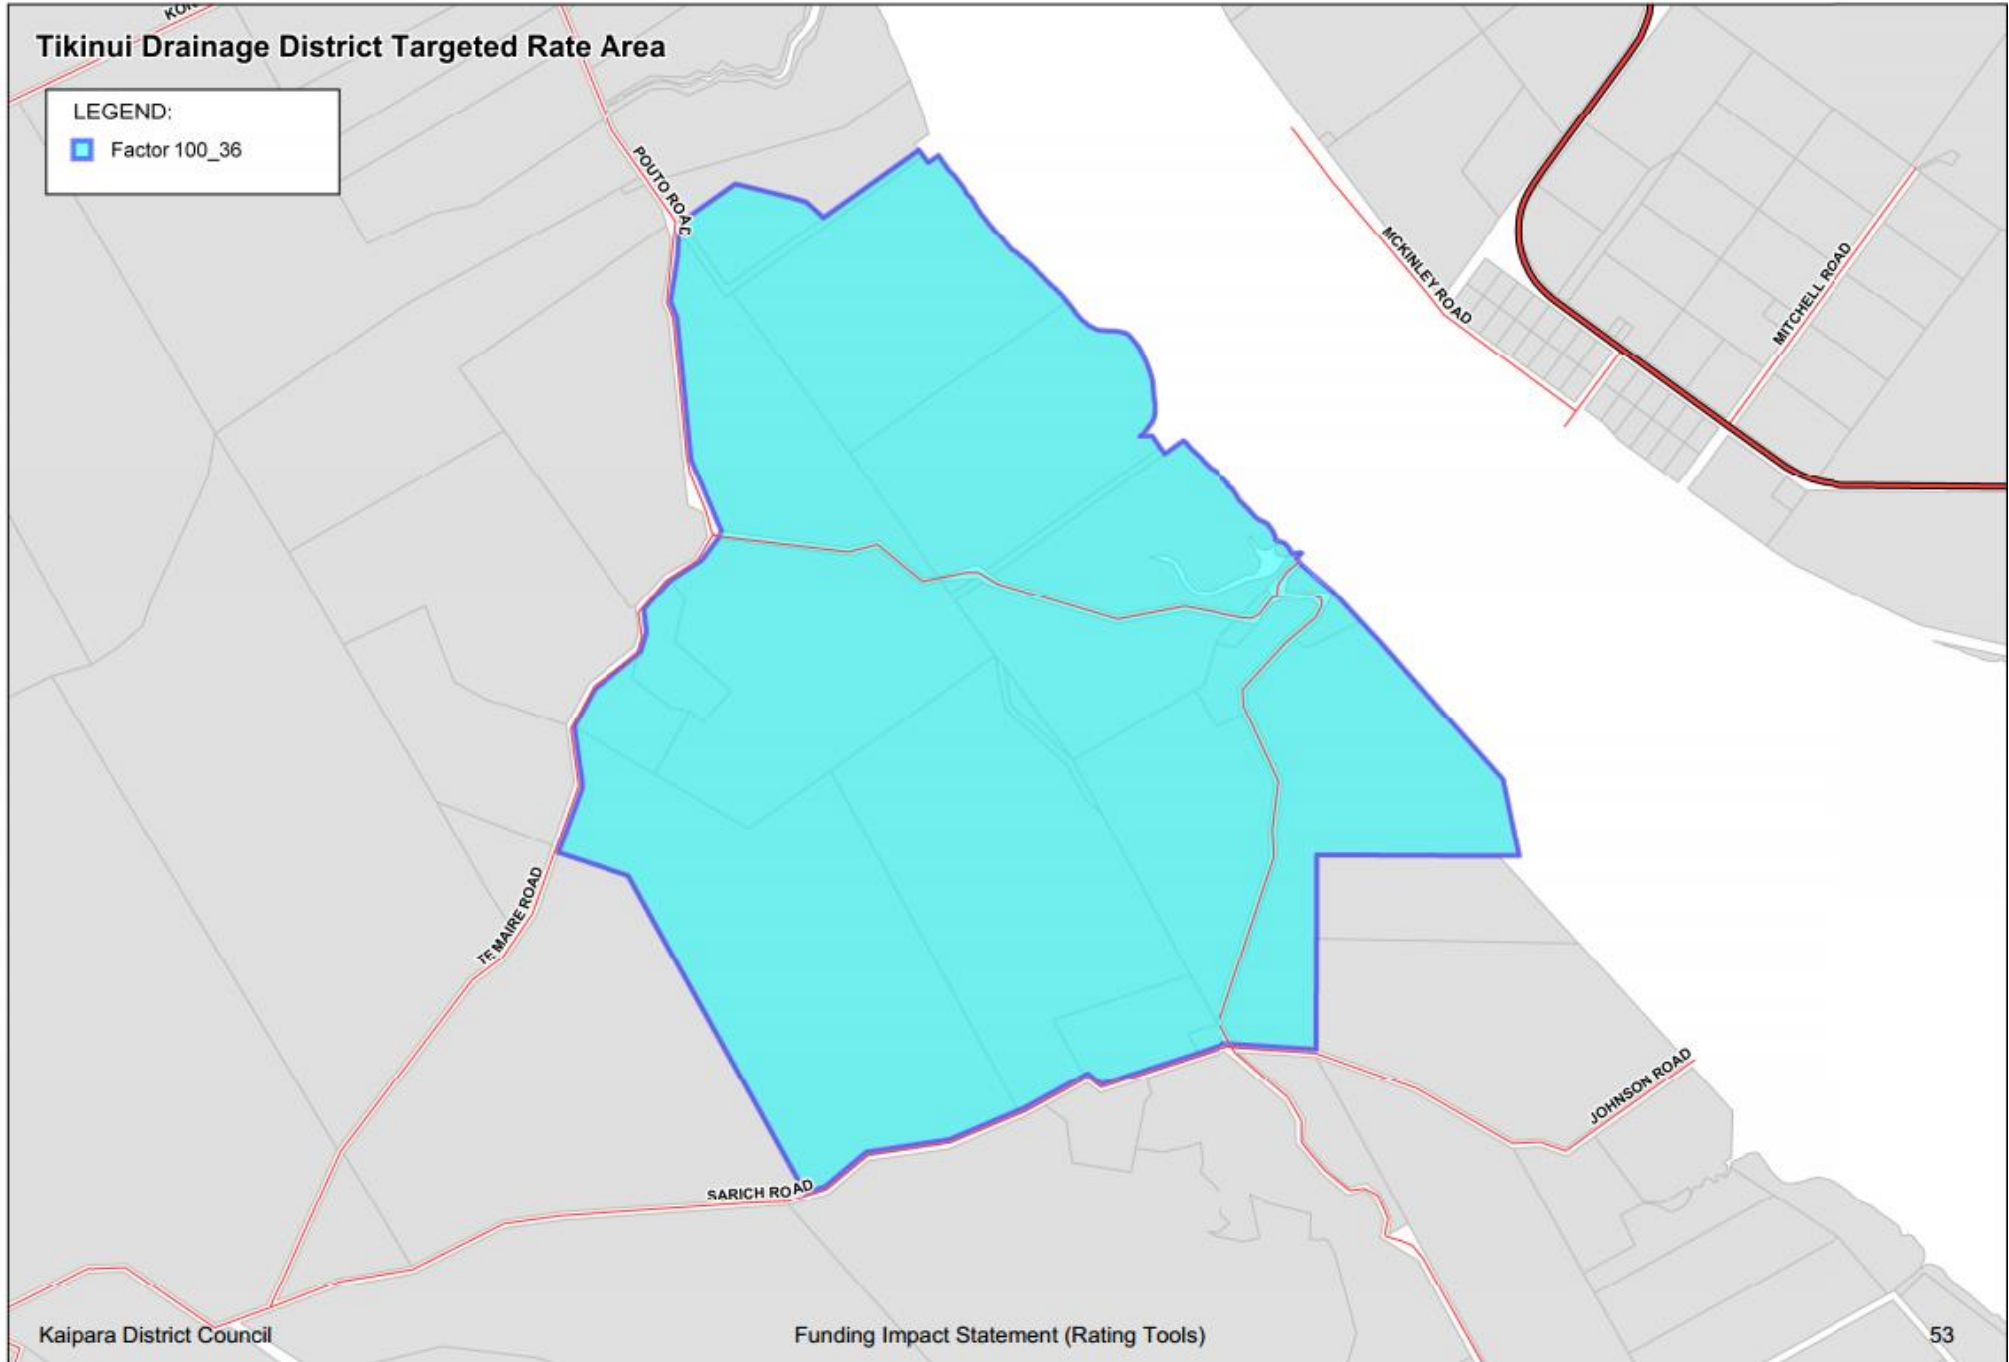 Tikinui Drainage District Targeted Rate Area
LEGEND:
Factor 100_36
POUTO ROAD
MCKINLEY ROAD
MITCHELL ROAD
TE MAIRE ROAD
JOHNSON ROAD
SARICH ROAD
Kaipara District Council
Funding Impact Statement (Rating Tools)
53